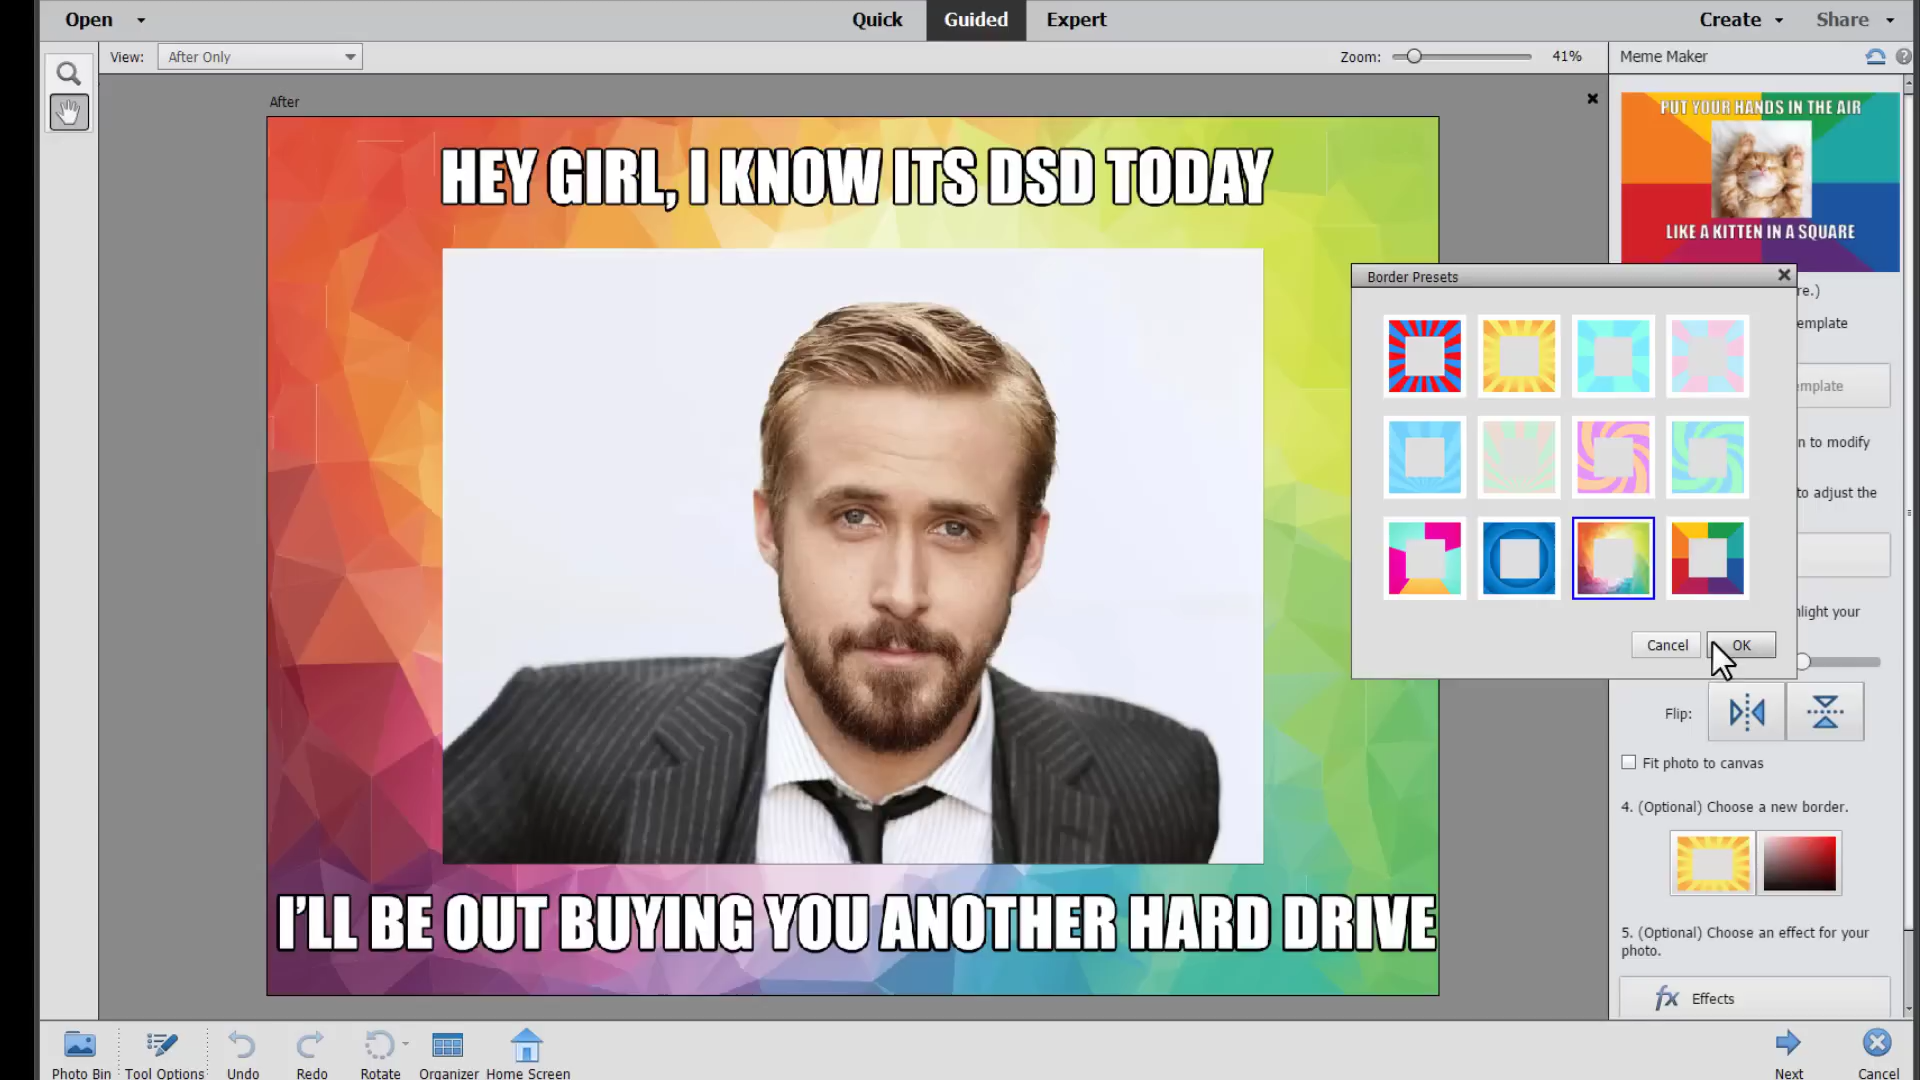 Open
Quick
Guided
Expert
Create
Share
View:
After Only
Zoom:
41%
Meme Maker
After
HEY GIRL, I KNOW ITS DSD TODAY
I'LL BE OUT BUYING YOU ANOTHER HARD DRIVE
PUT YOUR HANDS IN THE AIR
LIKE A KITTEN IN A SQUARE
Border Presets
Cancel
OK
re.)
emplate
mplate
n to modify
to adjust the
hlight your
Flip:
Fit photo to canvas
4. (Optional) Choose a new border.
5. (Optional) Choose an effect for your
photo.
fx Effects
Photo Bin
Tool Options
Undo
Redo
Rotate
Organizer
Home Screen
Next
Cancel